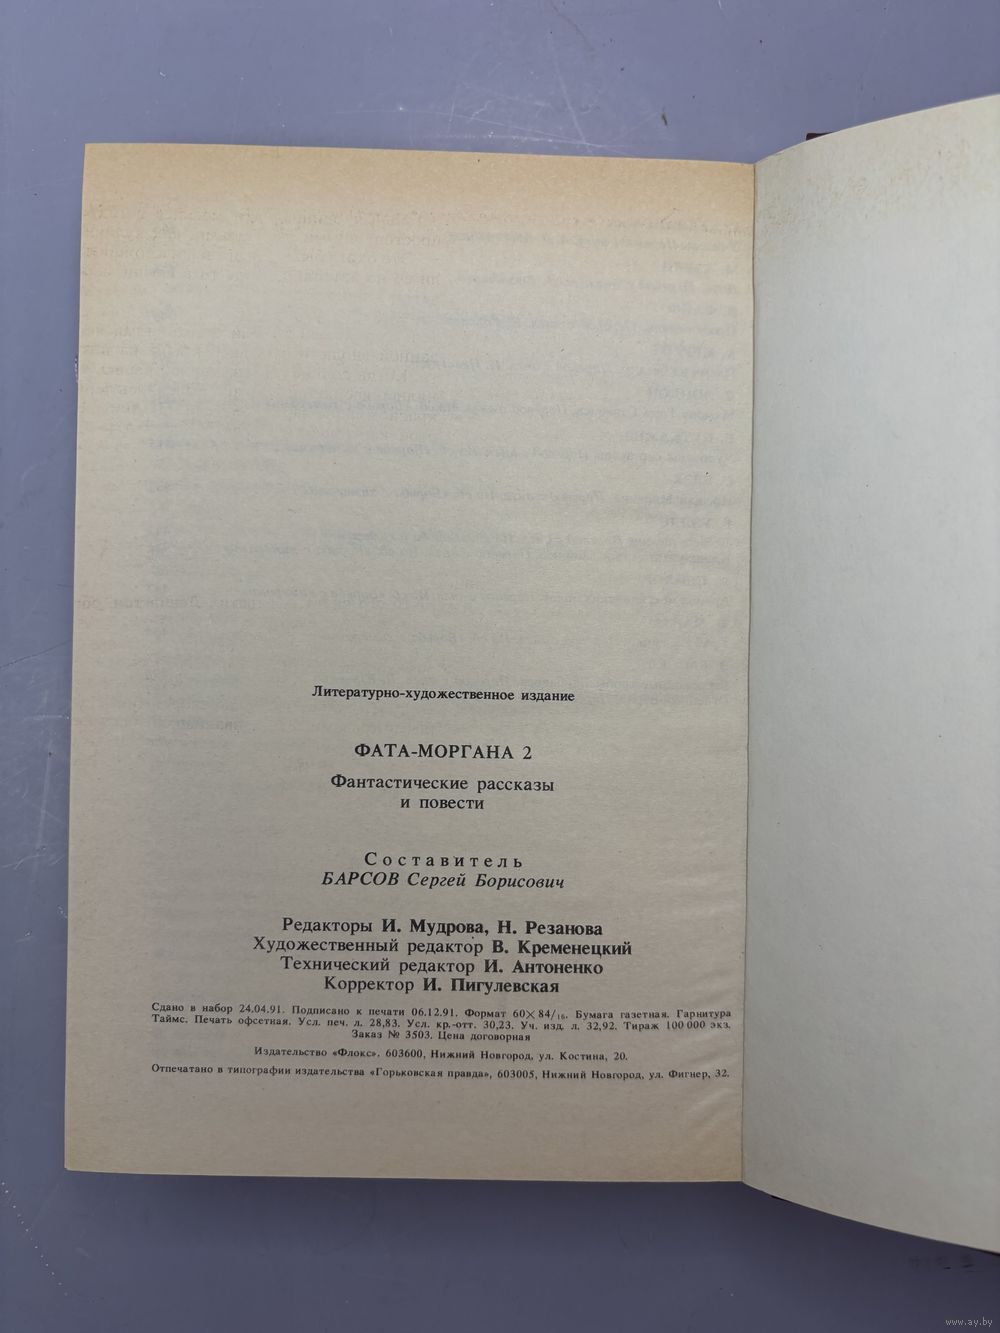 Литературно-художественное издание
ФАТА-МОРГАНА 2
Фантастические рассказы
и повести
Составитель
БАРСОВ Сергей Борисович
Редакторы И. Мудрова, Н. Резанова
Художественный редактор В. Кременецкий
Технический редактор И. Антоненко
Корректор И. Пигулевская
Сдано в набор 24.04.91. Подписано к печати 06.12.91. Формат 60×84/16. Бумага газетная. Гарнитура
Таймс. Печать офсетная. Усл. печ. л. 28,83. Усл. кр.-отт. 30,23. Уч. изд. л. 32,92. Тираж 100 000 экз.
Заказ № 3503. Цена договорная
Издательство «Флокс». 603600, Нижний Новгород, ул. Костина, 20.
Отпечатано в типографии издательства «Горьковская правда», 603005, Нижний Новгород, ул. Фигнер, 32.
www.ay.by